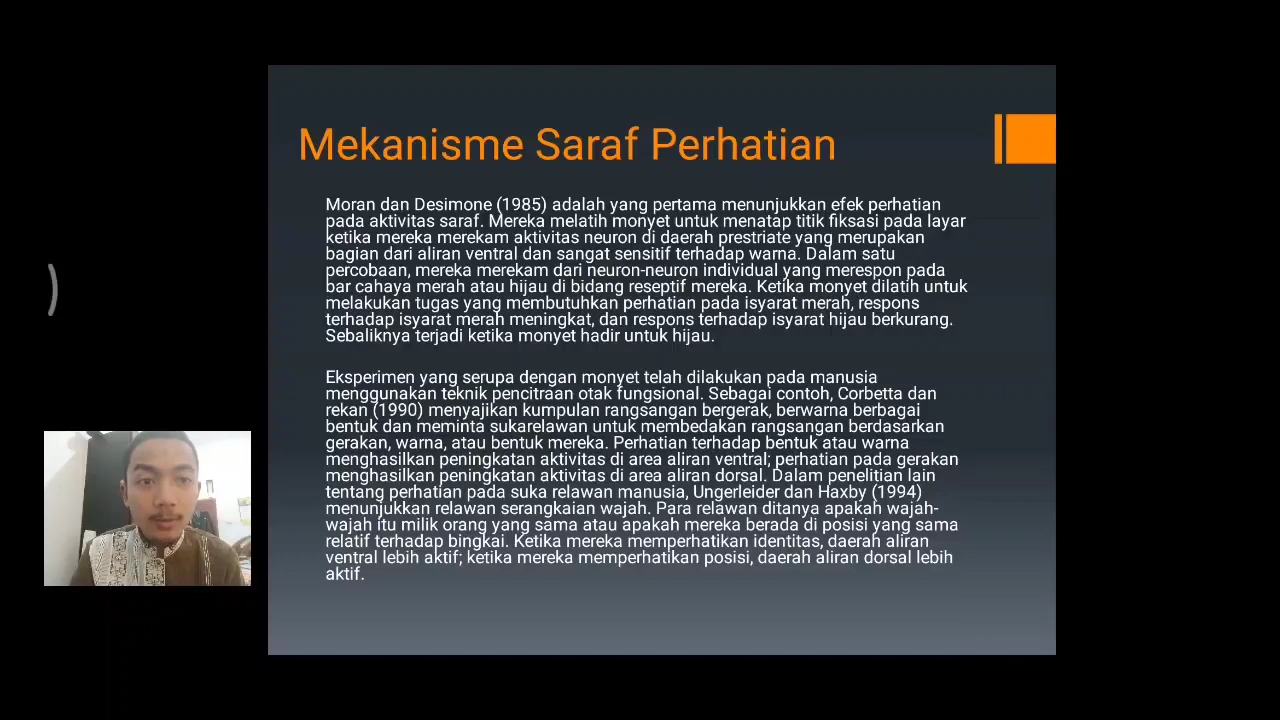 Mekanisme Saraf Perhatian
Moran dan Desimone (1985) adalah yang pertama menunjukkan efek perhatian
pada aktivitas saraf. Mereka melatih monyet untuk menatap titik fiksasi pada layar
ketika mereka merekam aktivitas neuron di daerah prestriate yang merupakan
bagian dari aliran ventral dan sangat sensitif terhadap warna. Dalam satu
percobaan, mereka merekam dari neuron-neuron individual yang merespon pada
bar cahaya merah atau hijau di bidang reseptif mereka. Ketika monyet dilatih untuk
melakukan tugas yang membutuhkan perhatian pada isyarat merah, respons
terhadap isyarat merah meningkat, dan respons terhadap isyarat hijau berkurang.
Sebaliknya terjadi ketika monyet hadir untuk hijau.
Eksperimen yang serupa dengan monyet telah dilakukan pada manusia
menggunakan teknik pencitraan otak fungsional. Sebagai contoh, Corbetta dan
rekan (1990) menyajikan kumpulan rangsangan bergerak, berwarna berbagai
bentuk dan meminta sukarelawan untuk membedakan rangsangan berdasarkan
gerakan, warna, atau bentuk mereka. Perhatian terhadap bentuk atau warna
menghasilkan peningkatan aktivitas di area aliran ventral; perhatian pada gerakan
menghasilkan peningkatan aktivitas di area aliran dorsal. Dalam penelitian lain
tentang perhatian pada suka relawan manusia, Ungerleider dan Haxby (1994)
menunjukkan relawan serangkaian wajah. Para relawan ditanya apakah wajah-
wajah itu milik orang yang sama atau apakah mereka berada di posisi yang sama
relatif terhadap bingkai. Ketika mereka memperhatikan identitas, daerah aliran
ventral lebih aktif; ketika mereka memperhatikan posisi, daerah aliran dorsal lebih
aktif.